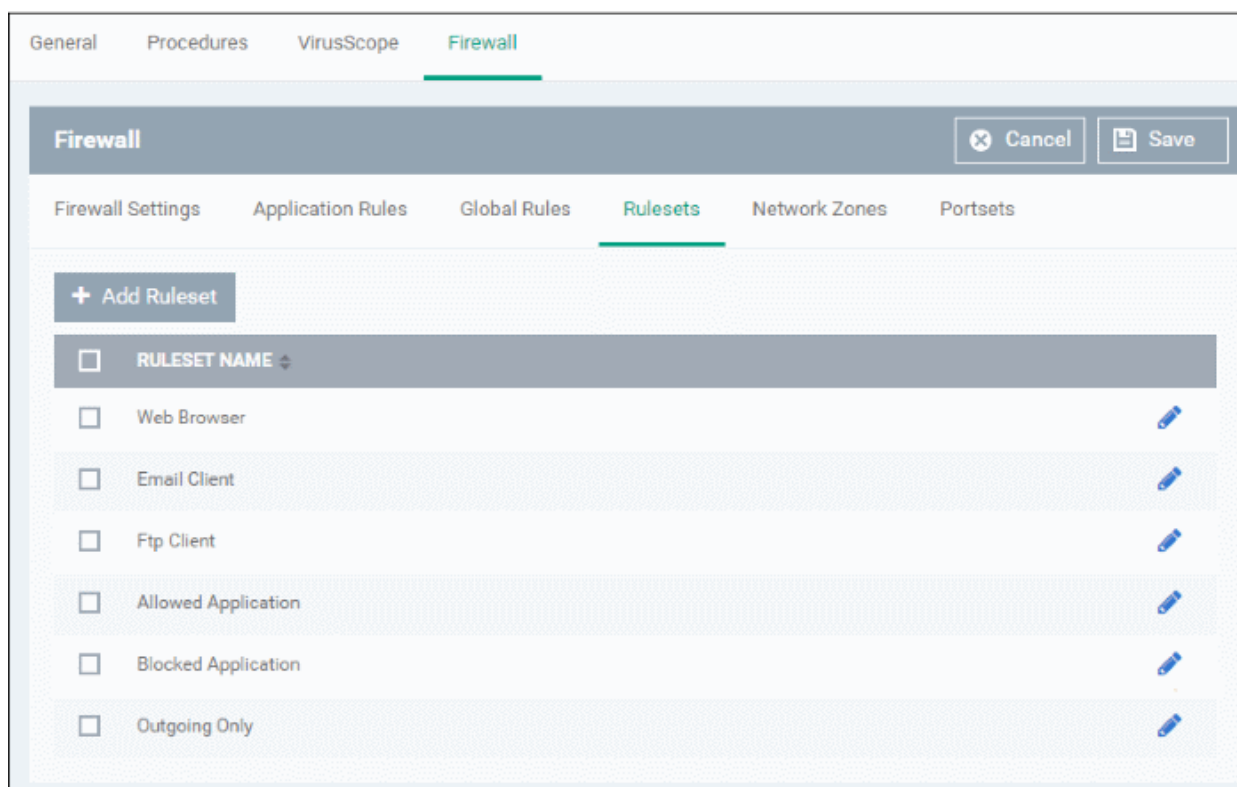 General Procedures VirusScope Firewall
Firewall Cancel Save
Firewall Settings Application Rules Global Rules Rulesets Network Zones Portsets
+ Add Ruleset
RULESET NAME
Web Browser
Email Client
Ftp Client
Allowed Application
Blocked Application
Outgoing Only